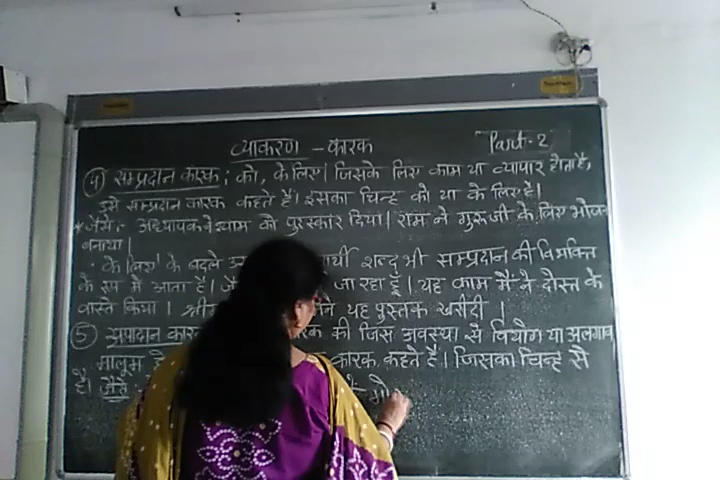 व्याकरण - कारक Part-2
④ सम्प्रदान कारक ; को, के लिए। जिसके लिए काम या व्यापार होता है,
इसे सम्प्रदान कारक कहते हैं। इसका चिन्ह को या के लिए है।
* जैसे :- अध्यापक ने श्याम को पुरस्कार दिया। राम ने गुरुजी के लिए भोजन
बनाया।
• के लिए के बदले शब्द भी सम्प्रदान की विभक्ति
के रूप में आता है। जा रहा हूँ। यह काम मैं ने दोस्त के
वास्ते किया। यह पुस्तक खरीदी।
⑤ अपादान कारक की जिस अवस्था से वियोग या अलगाव
मालूम कारक कहते हैं। जिसका चिन्ह से
है। जैसे :-